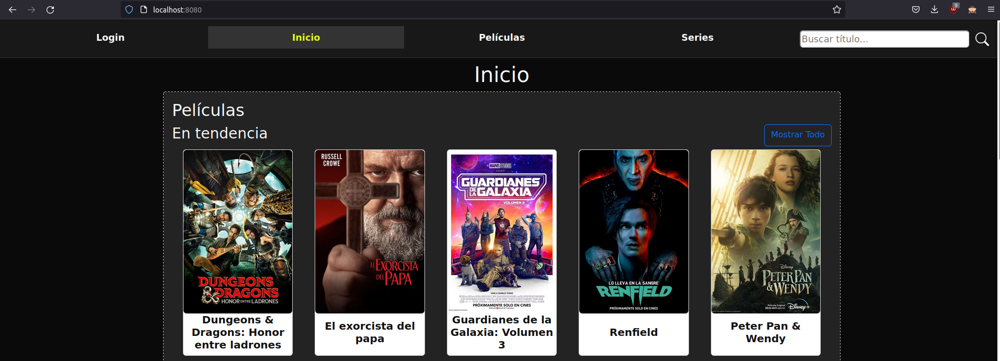 localhost:8080
9
Login
Inicio
Películas
Series
Buscar título...
Inicio
Películas
En tendencia
Mostrar Todo
DUNGEONS
& DRAGONS
HONOR ENTRE LADRONES
RUSSELL
CROWE
EL EXORCISTA
DEL PAPA
MARVEL STUDIOS
GUARDIANES
DE LA GALAXIA
VOLUMEN 3
VAN A DARLO TODO
PRÓXIMAMENTE SOLO EN CINES
LO LLEVA EN LA SANGRE
RENFIELD
PRÓXIMAMENTE SOLO EN CINES
Disney
PETER PAN
& WENDY
Película Original
28 de abril solo en Disney+
Dungeons &
Dragons: Honor
entre ladrones
El exorcista del
papa
Guardianes de la
Galaxia: Volumen
3
Renfield
Peter Pan &
Wendy